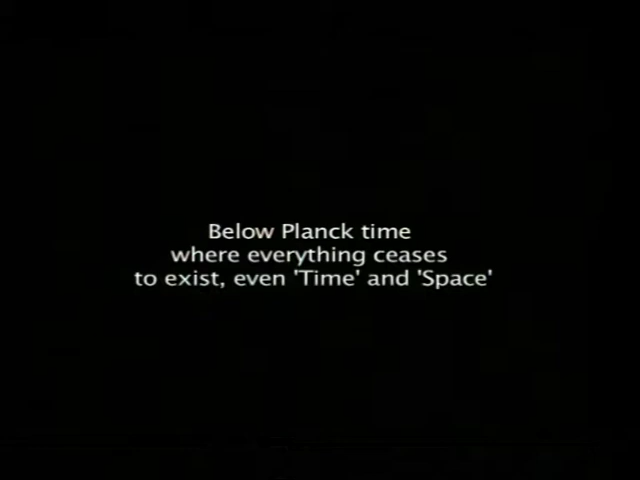 Below Planck time
where everything ceases
to exist, even 'Time' and 'Space'